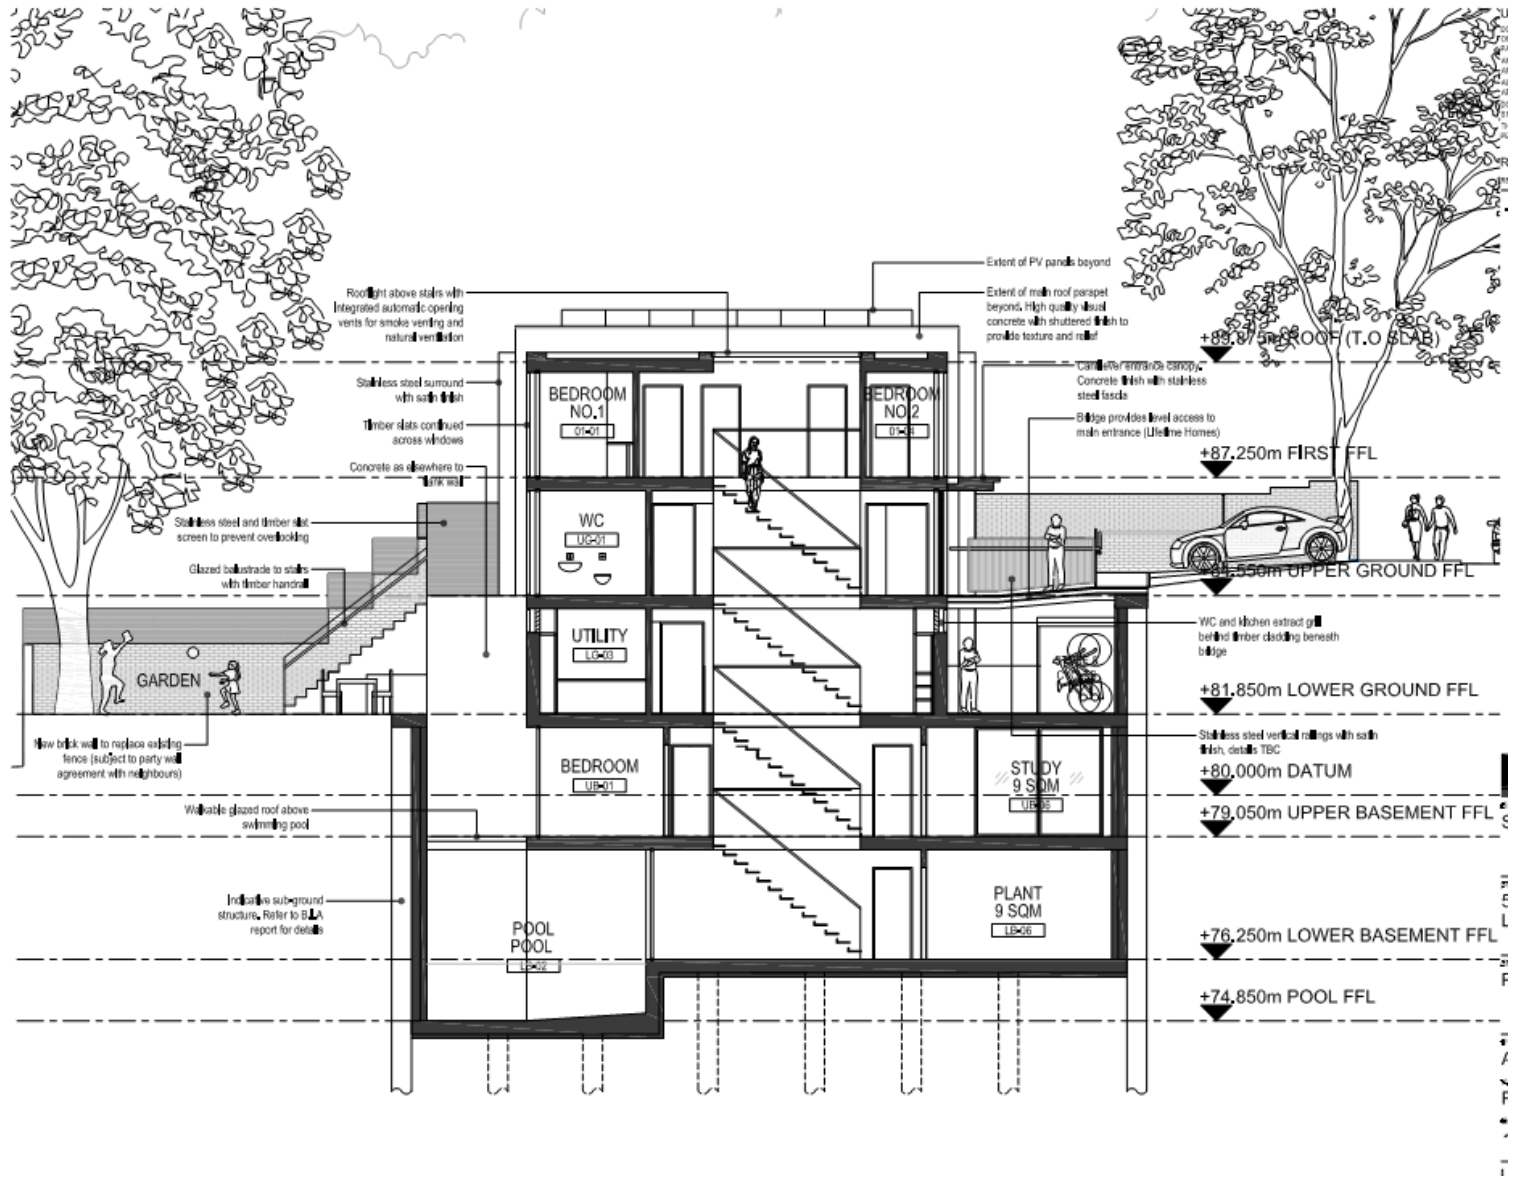 Extent of PV panels beyond
Rooflight above stairs with
integrated automatic opening
vents for smoke venting and
natural ventilation
Extent of main roof parapet
beyond. High quality visual
concrete with shuttered finish to
provide texture and relief
+89.875m ROOF (T.O SLAB)
Stainless steel surround
with satin finish
Cantilever entrance canopy.
Concrete finish with stainless
steel fascia
BEDROOM
NO.1
01-01
BEDROOM
NO.2
01-04
Timber slats continued
across windows
Bridge provides level access to
main entrance (Lifetime Homes)
+87.250m FIRST FFL
Concrete as elsewhere to
flank wall
Stainless steel and timber slat
screen to prevent overlooking
WC
UG-01
Glazed balustrade to stairs
with timber handrail
+84.550m UPPER GROUND FFL
UTILITY
LG-03
WC and kitchen extract grill
behind timber cladding beneath
bridge
GARDEN
+81.850m LOWER GROUND FFL
New brick wall to replace existing
fence (subject to party wall
agreement with neighbours)
Stainless steel vertical railings with satin
finish, details TBC
BEDROOM
UB-01
STUDY
9 SQM
UB-06
+80.000m DATUM
Walkable glazed roof above
swimming pool
+79.050m UPPER BASEMENT FFL
Indicative sub-ground
structure. Refer to B.I.A
report for details
PLANT
9 SQM
LB-06
POOL
POOL
LB-02
+76.250m LOWER BASEMENT FFL
+74.850m POOL FFL